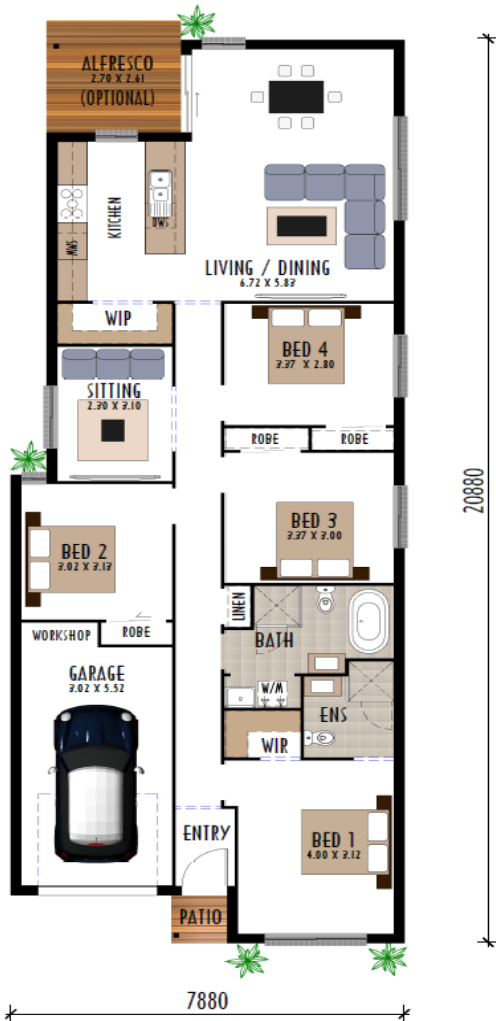 ALFRESCO
2.70 X 2.61
(OPTIONAL)
KITCHEN
DWS
MWS
LIVING / DINING
6.72 X 5.83
WIP
BED 4
3.37 X 2.80
SITTING
2.30 X 3.10
ROBE
ROBE
BED 3
3.37 X 3.00
BED 2
3.02 X 3.13
20880
LINEN
BATH
WORKSHOP
ROBE
GARAGE
3.02 X 5.52
W/M
ENS
WIR
ENTRY
BED 1
4.00 X 3.12
PATIO
7880